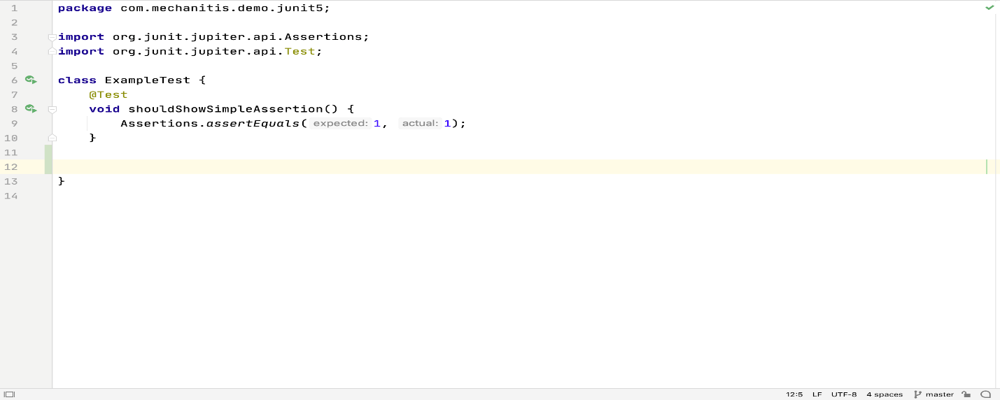 1 package com.mechanitis.demo.junit5;
2
3 import org.junit.jupiter.api.Assertions;
4 import org.junit.jupiter.api.Test;
5
6 class ExampleTest {
7 @Test
8 void shouldShowSimpleAssertion() {
9 Assertions.assertEquals( expected: 1, actual: 1);
10 }
11
12
13 }
14
12:5 LF UTF-8 4 spaces master